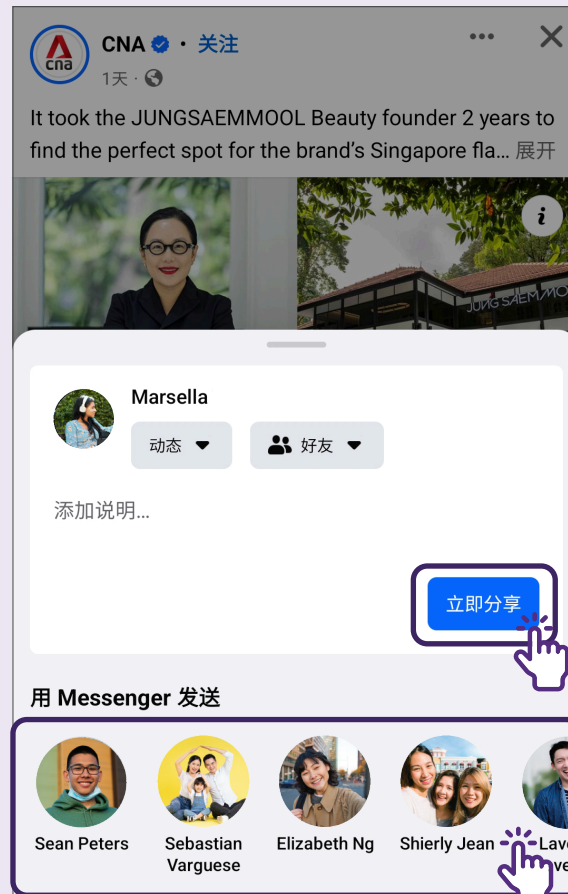 CNA · 关注
cna
1天 ·
It took the JUNGSAEMMOOL Beauty founder 2 years to
find the perfect spot for the brand’s Singapore fla... 展开
JUNG SAEM MO
Marsella
动态
好友
添加说明...
立即分享
用 Messenger 发送
Sean Peters
Sebastian
Varguese
Elizabeth Ng
Shierly Jean